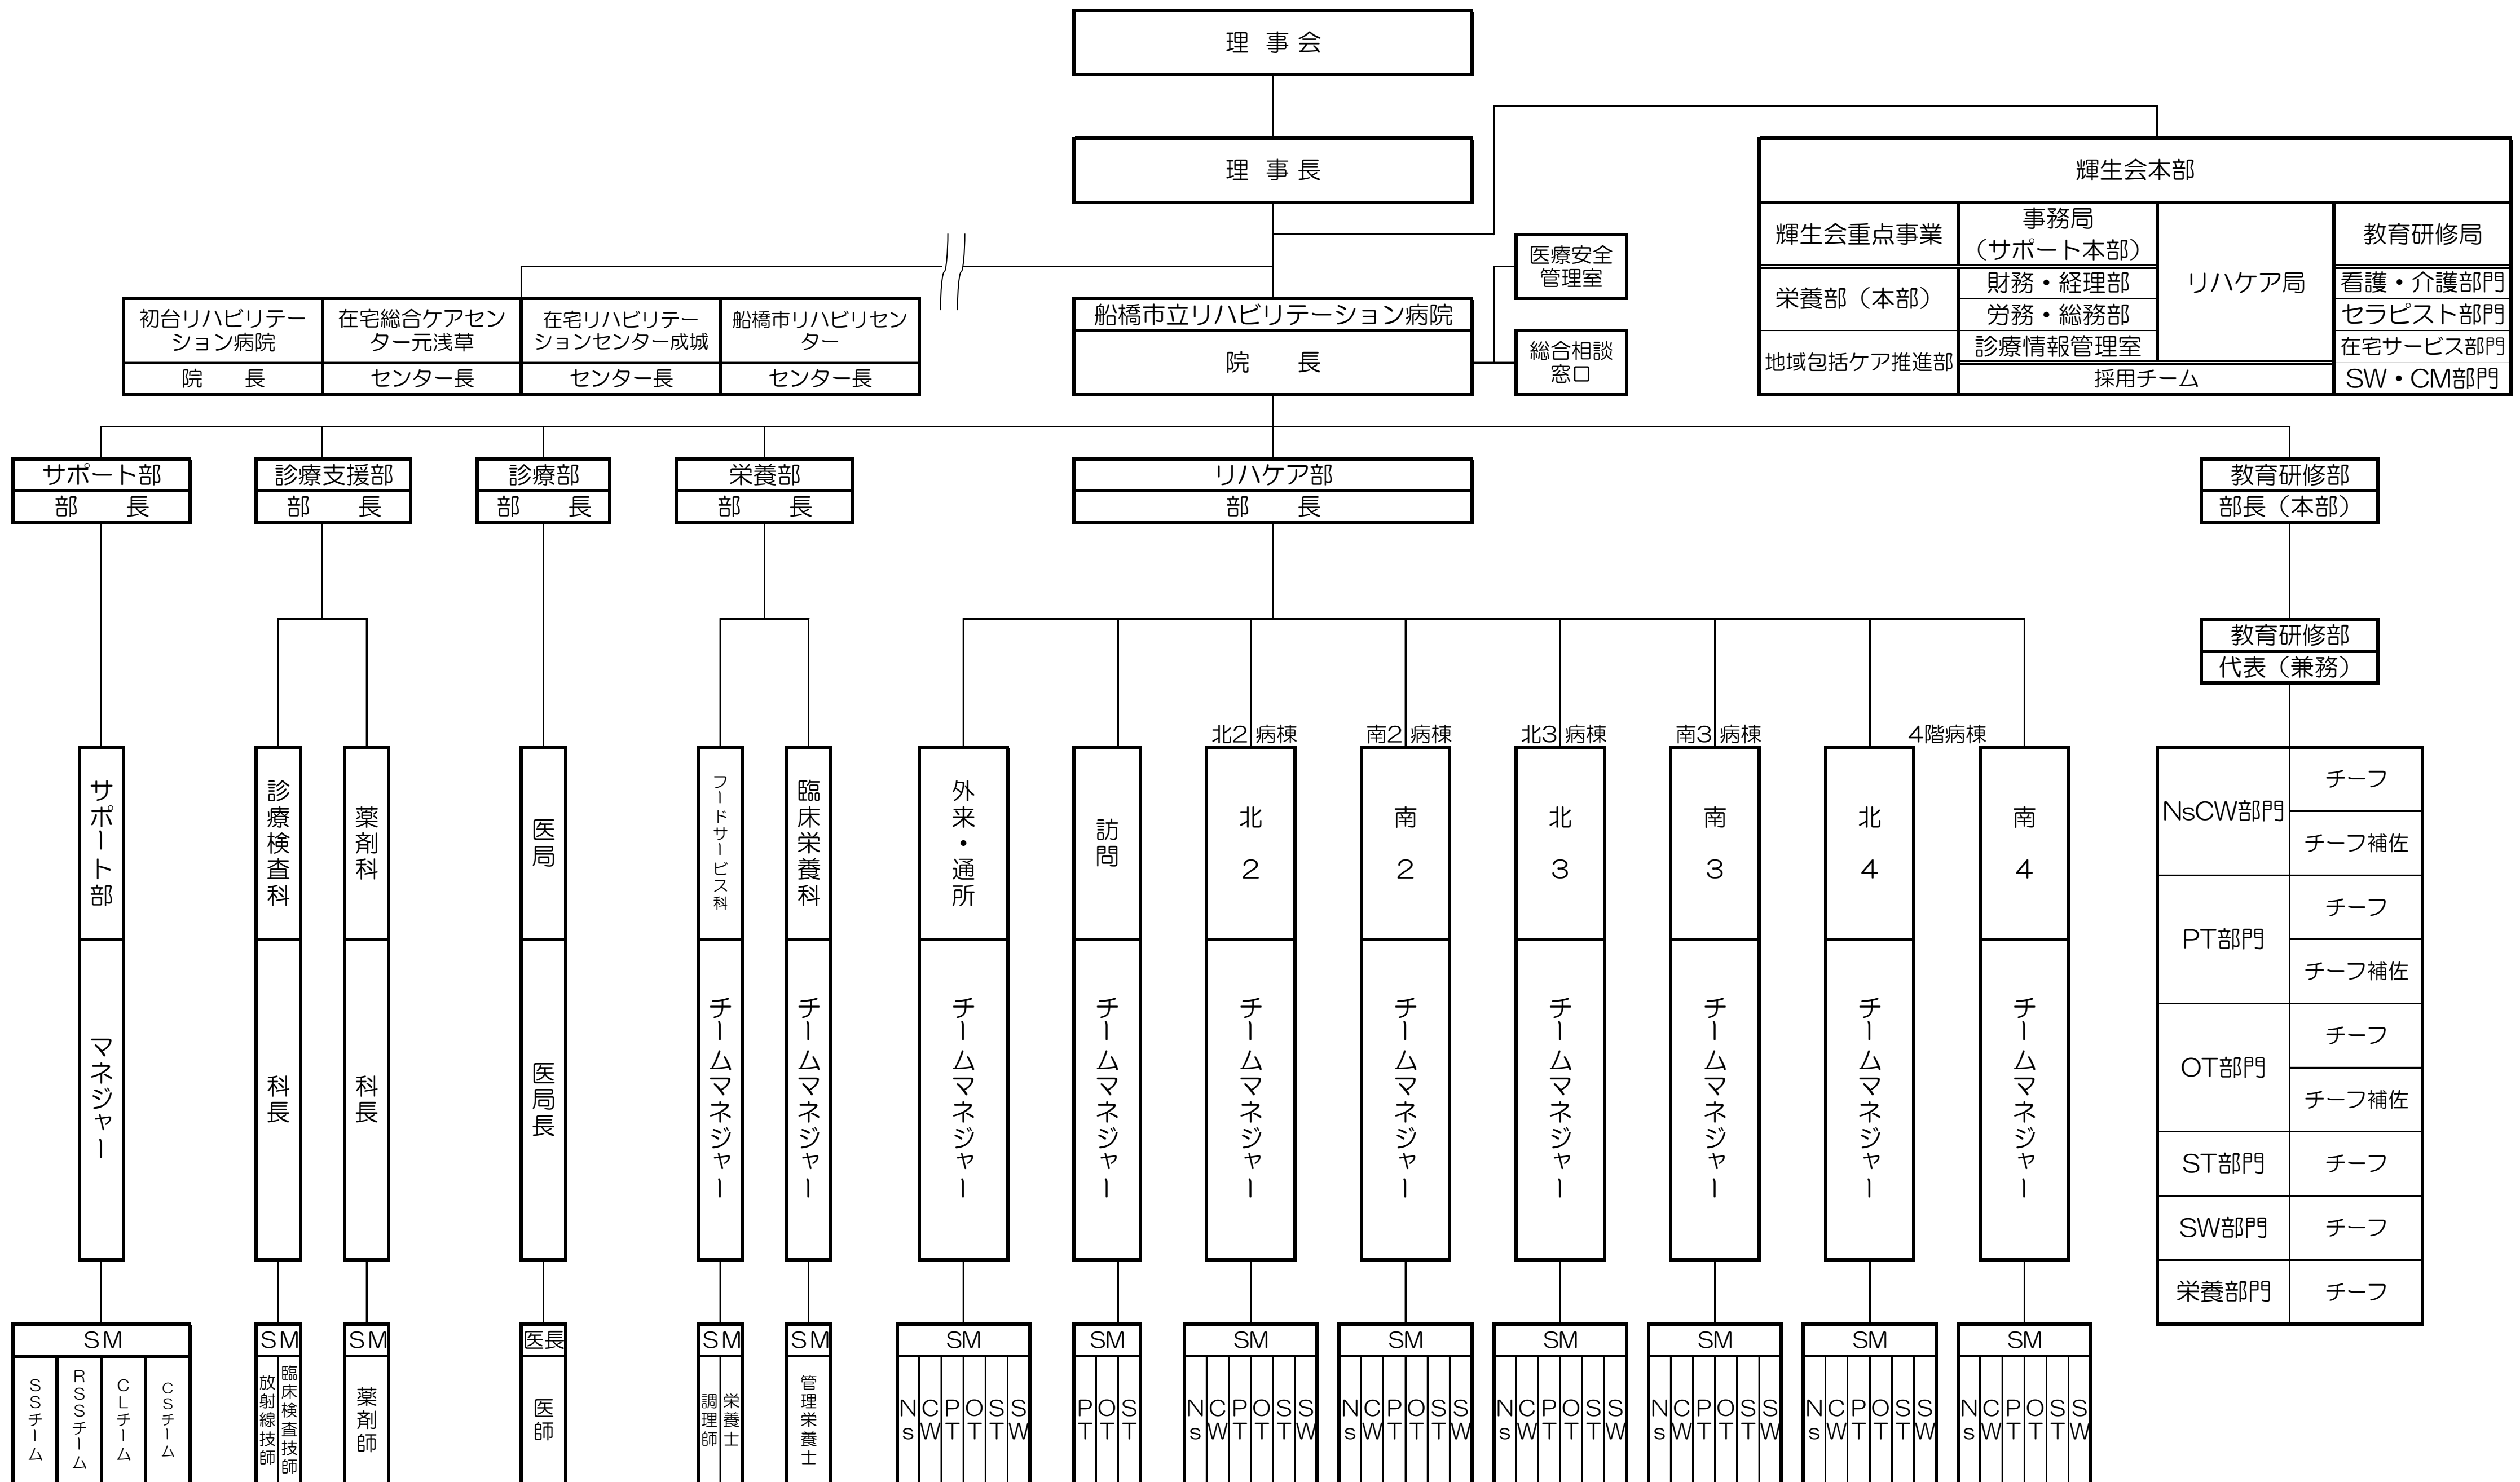 理 事 会
理 事 長
輝生会本部
輝生会重点事業
事務局
（サポート本部）
リハケア局
教育研修局
栄養部（本部）
財務・経理部
労務・総務部
診療情報管理室
地域包括ケア推進部
採用チーム
看護・介護部門
セラピスト部門
在宅サービス部門
SW・CM部門
医療安全
管理室
総合相談
窓口
初台リハビリテー
ション病院
院 長
在宅総合ケアセン
ター元浅草
センター長
在宅リハビリテー
ションセンター成城
センター長
船橋市リハビリセン
ター
センター長
船橋市立リハビリテーション病院
院 長
サポート部
部 長
診療支援部
部 長
診療部
部 長
栄養部
部 長
リハケア部
部 長
教育研修部
部長（本部）
教育研修部
代表（兼務）
北2 病棟
南2 病棟
北3 病棟
南3 病棟
4階病棟
サポート部
診療検査科
薬剤科
医局
フードサービス科
臨床栄養科
外来・通所
訪問
北2
南2
北3
南3
北4
南4
マネジャー
科長
科長
医局長
チームマネジャー
チームマネジャー
チームマネジャー
チームマネジャー
チームマネジャー
チームマネジャー
チームマネジャー
チームマネジャー
チームマネジャー
チームマネジャー
NsCW部門
チーフ
チーフ補佐
PT部門
チーフ
チーフ補佐
OT部門
チーフ
チーフ補佐
ST部門
チーフ
SW部門
チーフ
栄養部門
チーフ
SM
SSチーム
RSSチーム
CLチーム
CSチーム
SM
放射線技師
臨床検査技師
SM
薬剤師
医長
医師
SM
調理師
栄養士
SM
管理栄養士
SM
Ns
CW
PT
OT
ST
SW
SM
PT
OT
ST
SM
Ns
CW
PT
OT
ST
SW
SM
Ns
CW
PT
OT
ST
SW
SM
Ns
CW
PT
OT
ST
SW
SM
Ns
CW
PT
OT
ST
SW
SM
Ns
CW
PT
OT
ST
SW
SM
Ns
CW
PT
OT
ST
SW